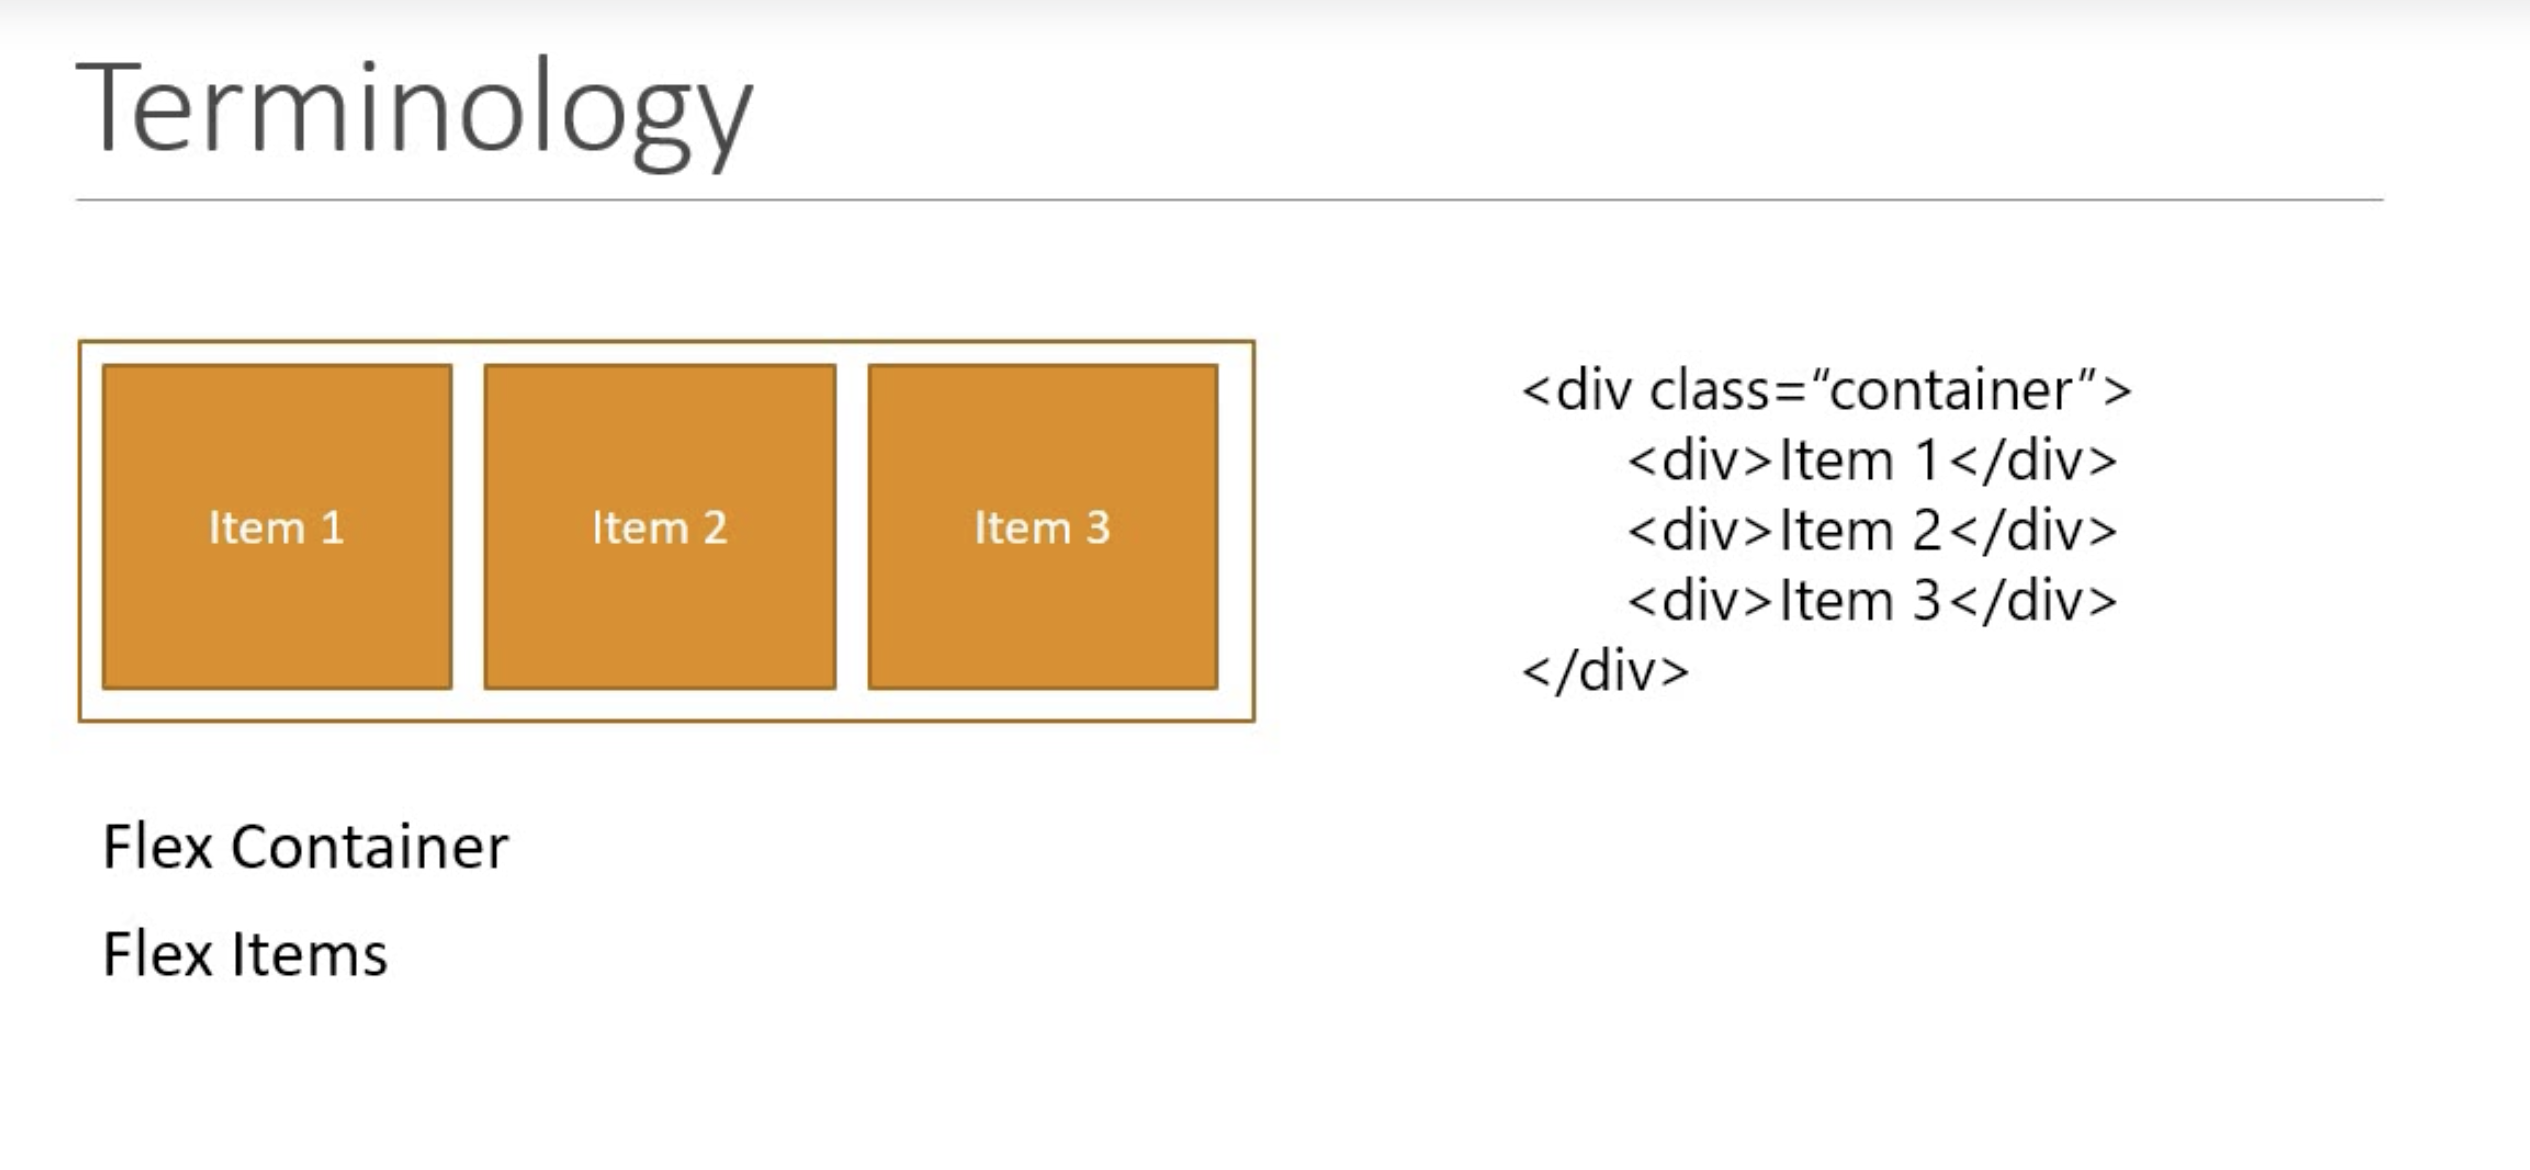 Terminology
Item 1
Item 2
Item 3
<div class=“container”>
<div>Item 1</div>
<div>Item 2</div>
<div>Item 3</div>
</div>
Flex Container
Flex Items